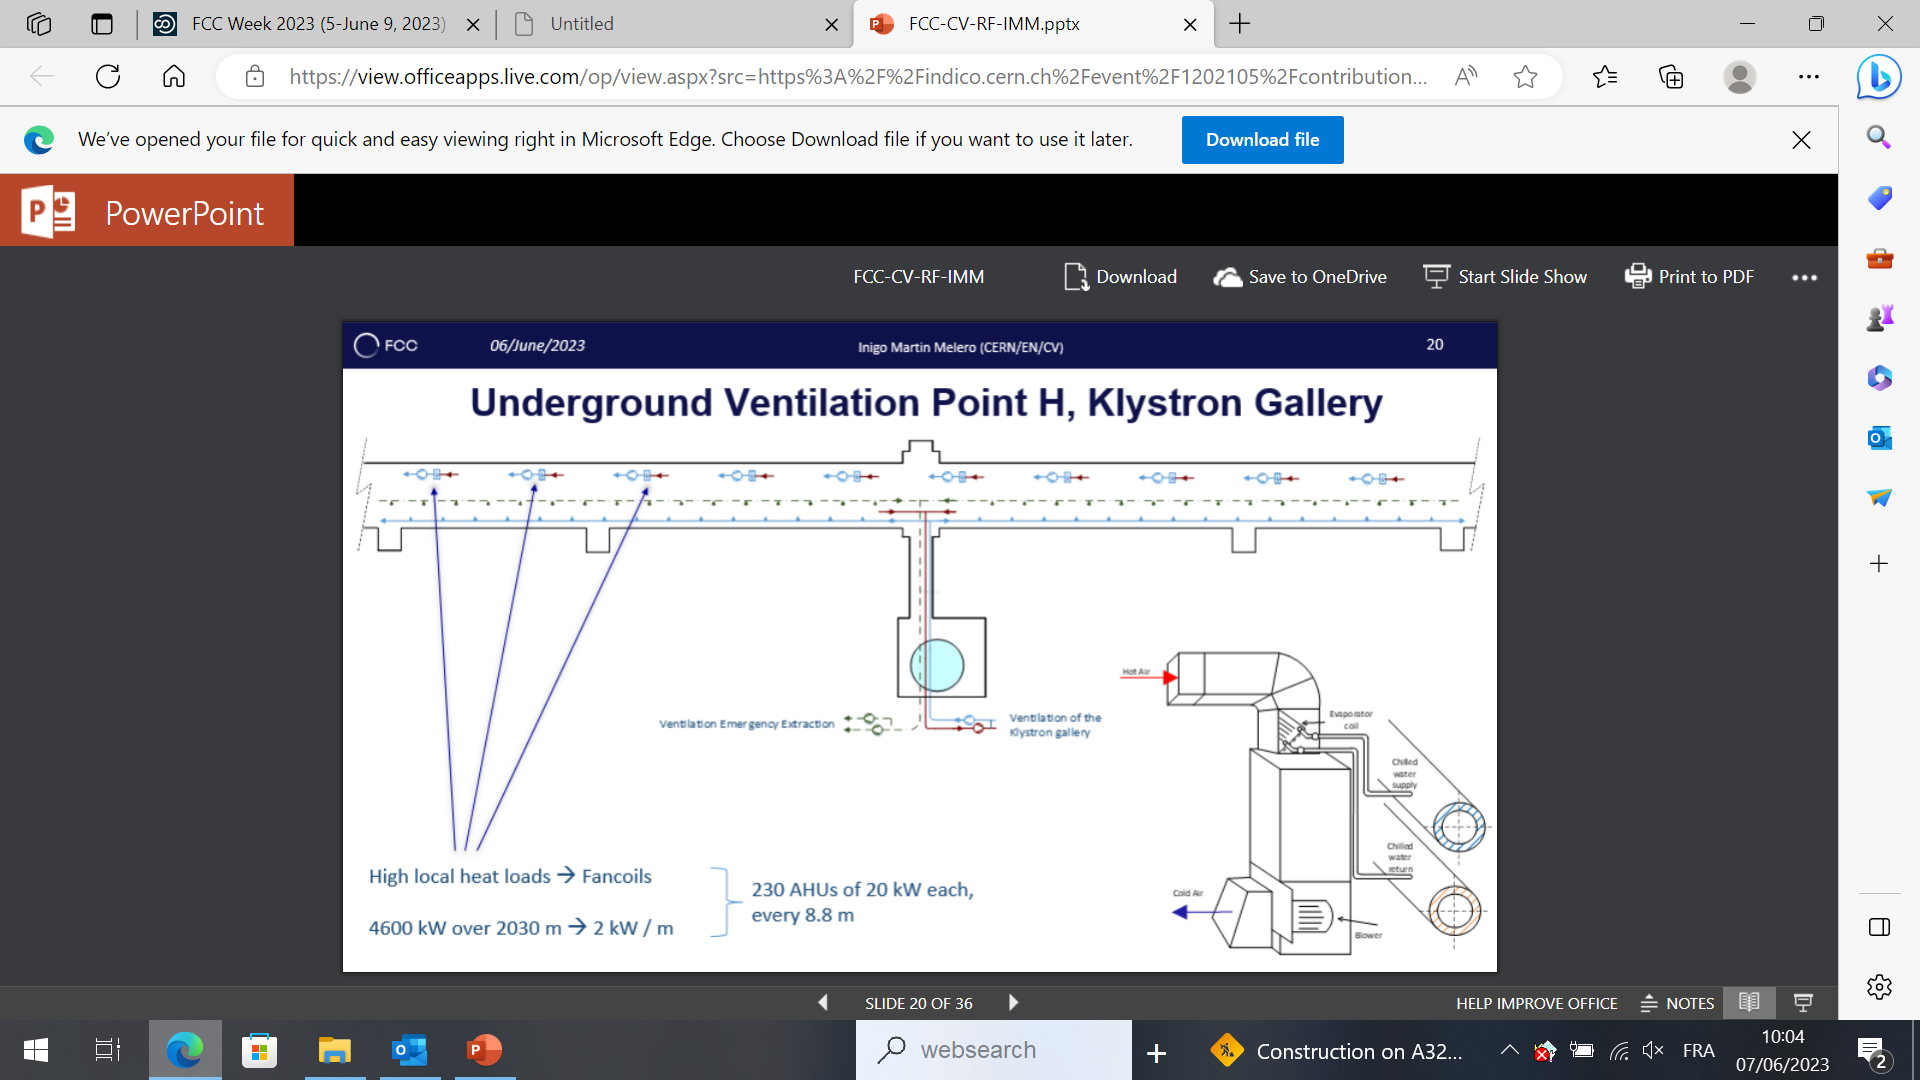 FCC Week 2023 (5-June 9, 2023)
Untitled
FCC-CV-RF-IMM.pptx
https://view.officeapps.live.com/op/view.aspx?src=https%3A%2F%2Findico.cern.ch%2Fevent%2F1202105%2Fcontribution...
We've opened your file for quick and easy viewing right in Microsoft Edge. Choose Download file if you want to use it later.
Download file
PowerPoint
FCC-CV-RF-IMM
Download
Save to OneDrive
Start Slide Show
Print to PDF
FCC
06/June/2023
Inigo Martin Melero (CERN/EN/CV)
20
Underground Ventilation Point H, Klystron Gallery
Hot Air
Evaporator
coil
Ventilation Emergency Extraction
Ventilation of the
Klystron gallery
Chilled
water
supply
Chilled
water
return
Cold Air
Blower
High local heat loads → Fancoils
4600 kW over 2030 m → 2 kW / m
230 AHUs of 20 kW each,
every 8.8 m
SLIDE 20 OF 36
HELP IMPROVE OFFICE
NOTES
websearch
Construction on A32...
FRA
10:04
07/06/2023
2